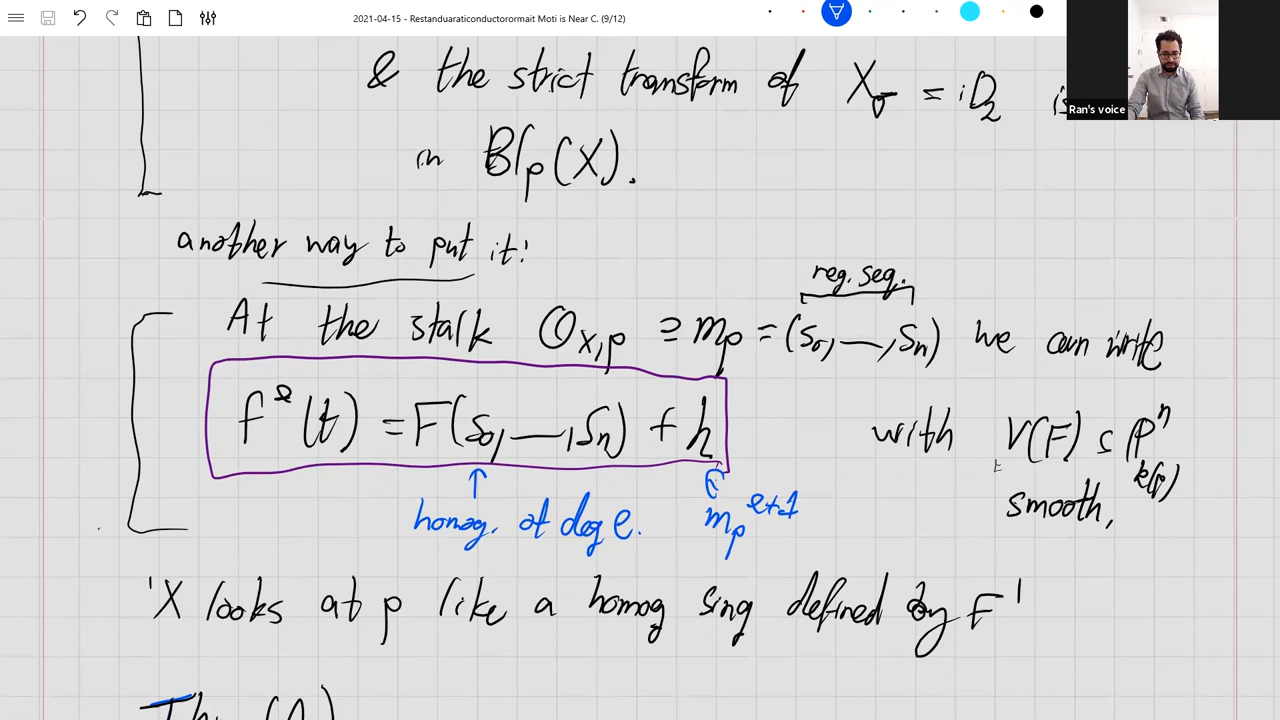 2021-04-15 - Restanduaraticonductorormait Moti is Near C. (9/12)
Ran's voice
& the strict transform of X_σ = iD_2 is
in Bl_p(X).
another way to put it:
reg. seq.
At the stalk O_{X,p} ⊇ m_p = (s_0, —, s_n) we can write
f^*(t) = F(s_0, —, s_n) + h
with V(F) ⊆ P^n_{k(p)}
smooth,
homog. of deg e.
m_p^{e+1}
'X looks at p like a homog sing defined by F'